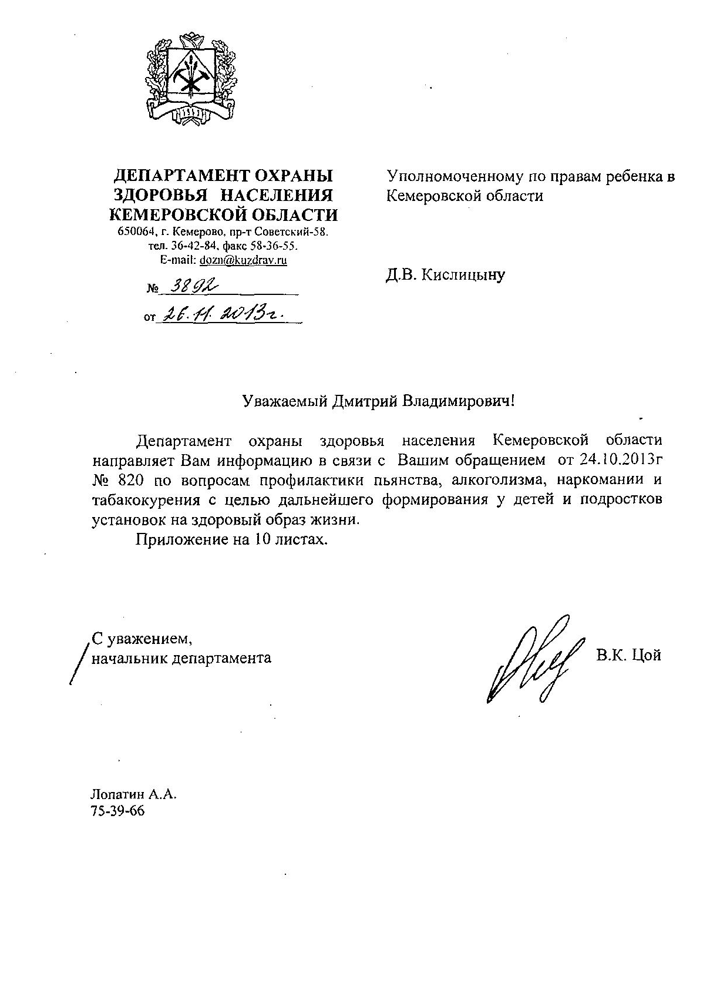 ДЕПАРТАМЕНТ ОХРАНЫ
ЗДОРОВЬЯ НАСЕЛЕНИЯ
КЕМЕРОВСКОЙ ОБЛАСТИ
650064, г. Кемерово, пр-т Советский-58.
тел. 36-42-84, факс 58-36-55.
E-mail: dozn@kuzdrav.ru
№ 3892
от 26.11.2013г.
Уполномоченному по правам ребенка в
Кемеровской области
Д.В. Кислицыну
Уважаемый Дмитрий Владимирович!
Департамент охраны здоровья населения Кемеровской области
направляет Вам информацию в связи с Вашим обращением от 24.10.2013г
№ 820 по вопросам профилактики пьянства, алкоголизма, наркомании и
табакокурения с целью дальнейшего формирования у детей и подростков
установок на здоровый образ жизни.
Приложение на 10 листах.
С уважением,
начальник департамента
В.К. Цой
Лопатин А.А.
75-39-66